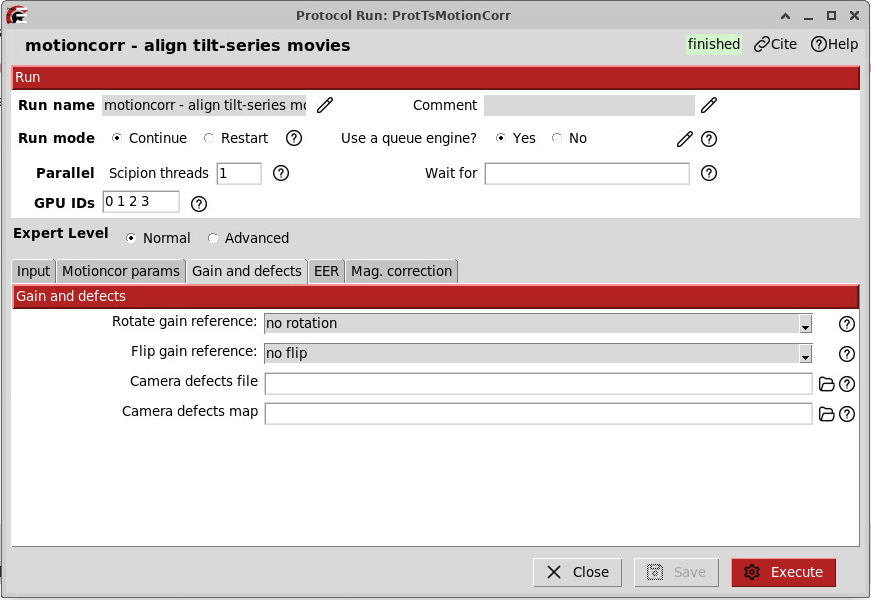 Protocol Run: ProtTsMotionCorr
motioncorr - align tilt-series movies finished Cite Help
Run
Run name motioncorr - align tilt-series mo Comment
Run mode Continue Restart Use a queue engine? Yes No
Parallel Scipion threads 1 Wait for
GPU IDs 0 1 2 3
Expert Level Normal Advanced
Input Motioncor params Gain and defects EER Mag. correction
Gain and defects
Rotate gain reference: no rotation
Flip gain reference: no flip
Camera defects file
Camera defects map
Close Save Execute